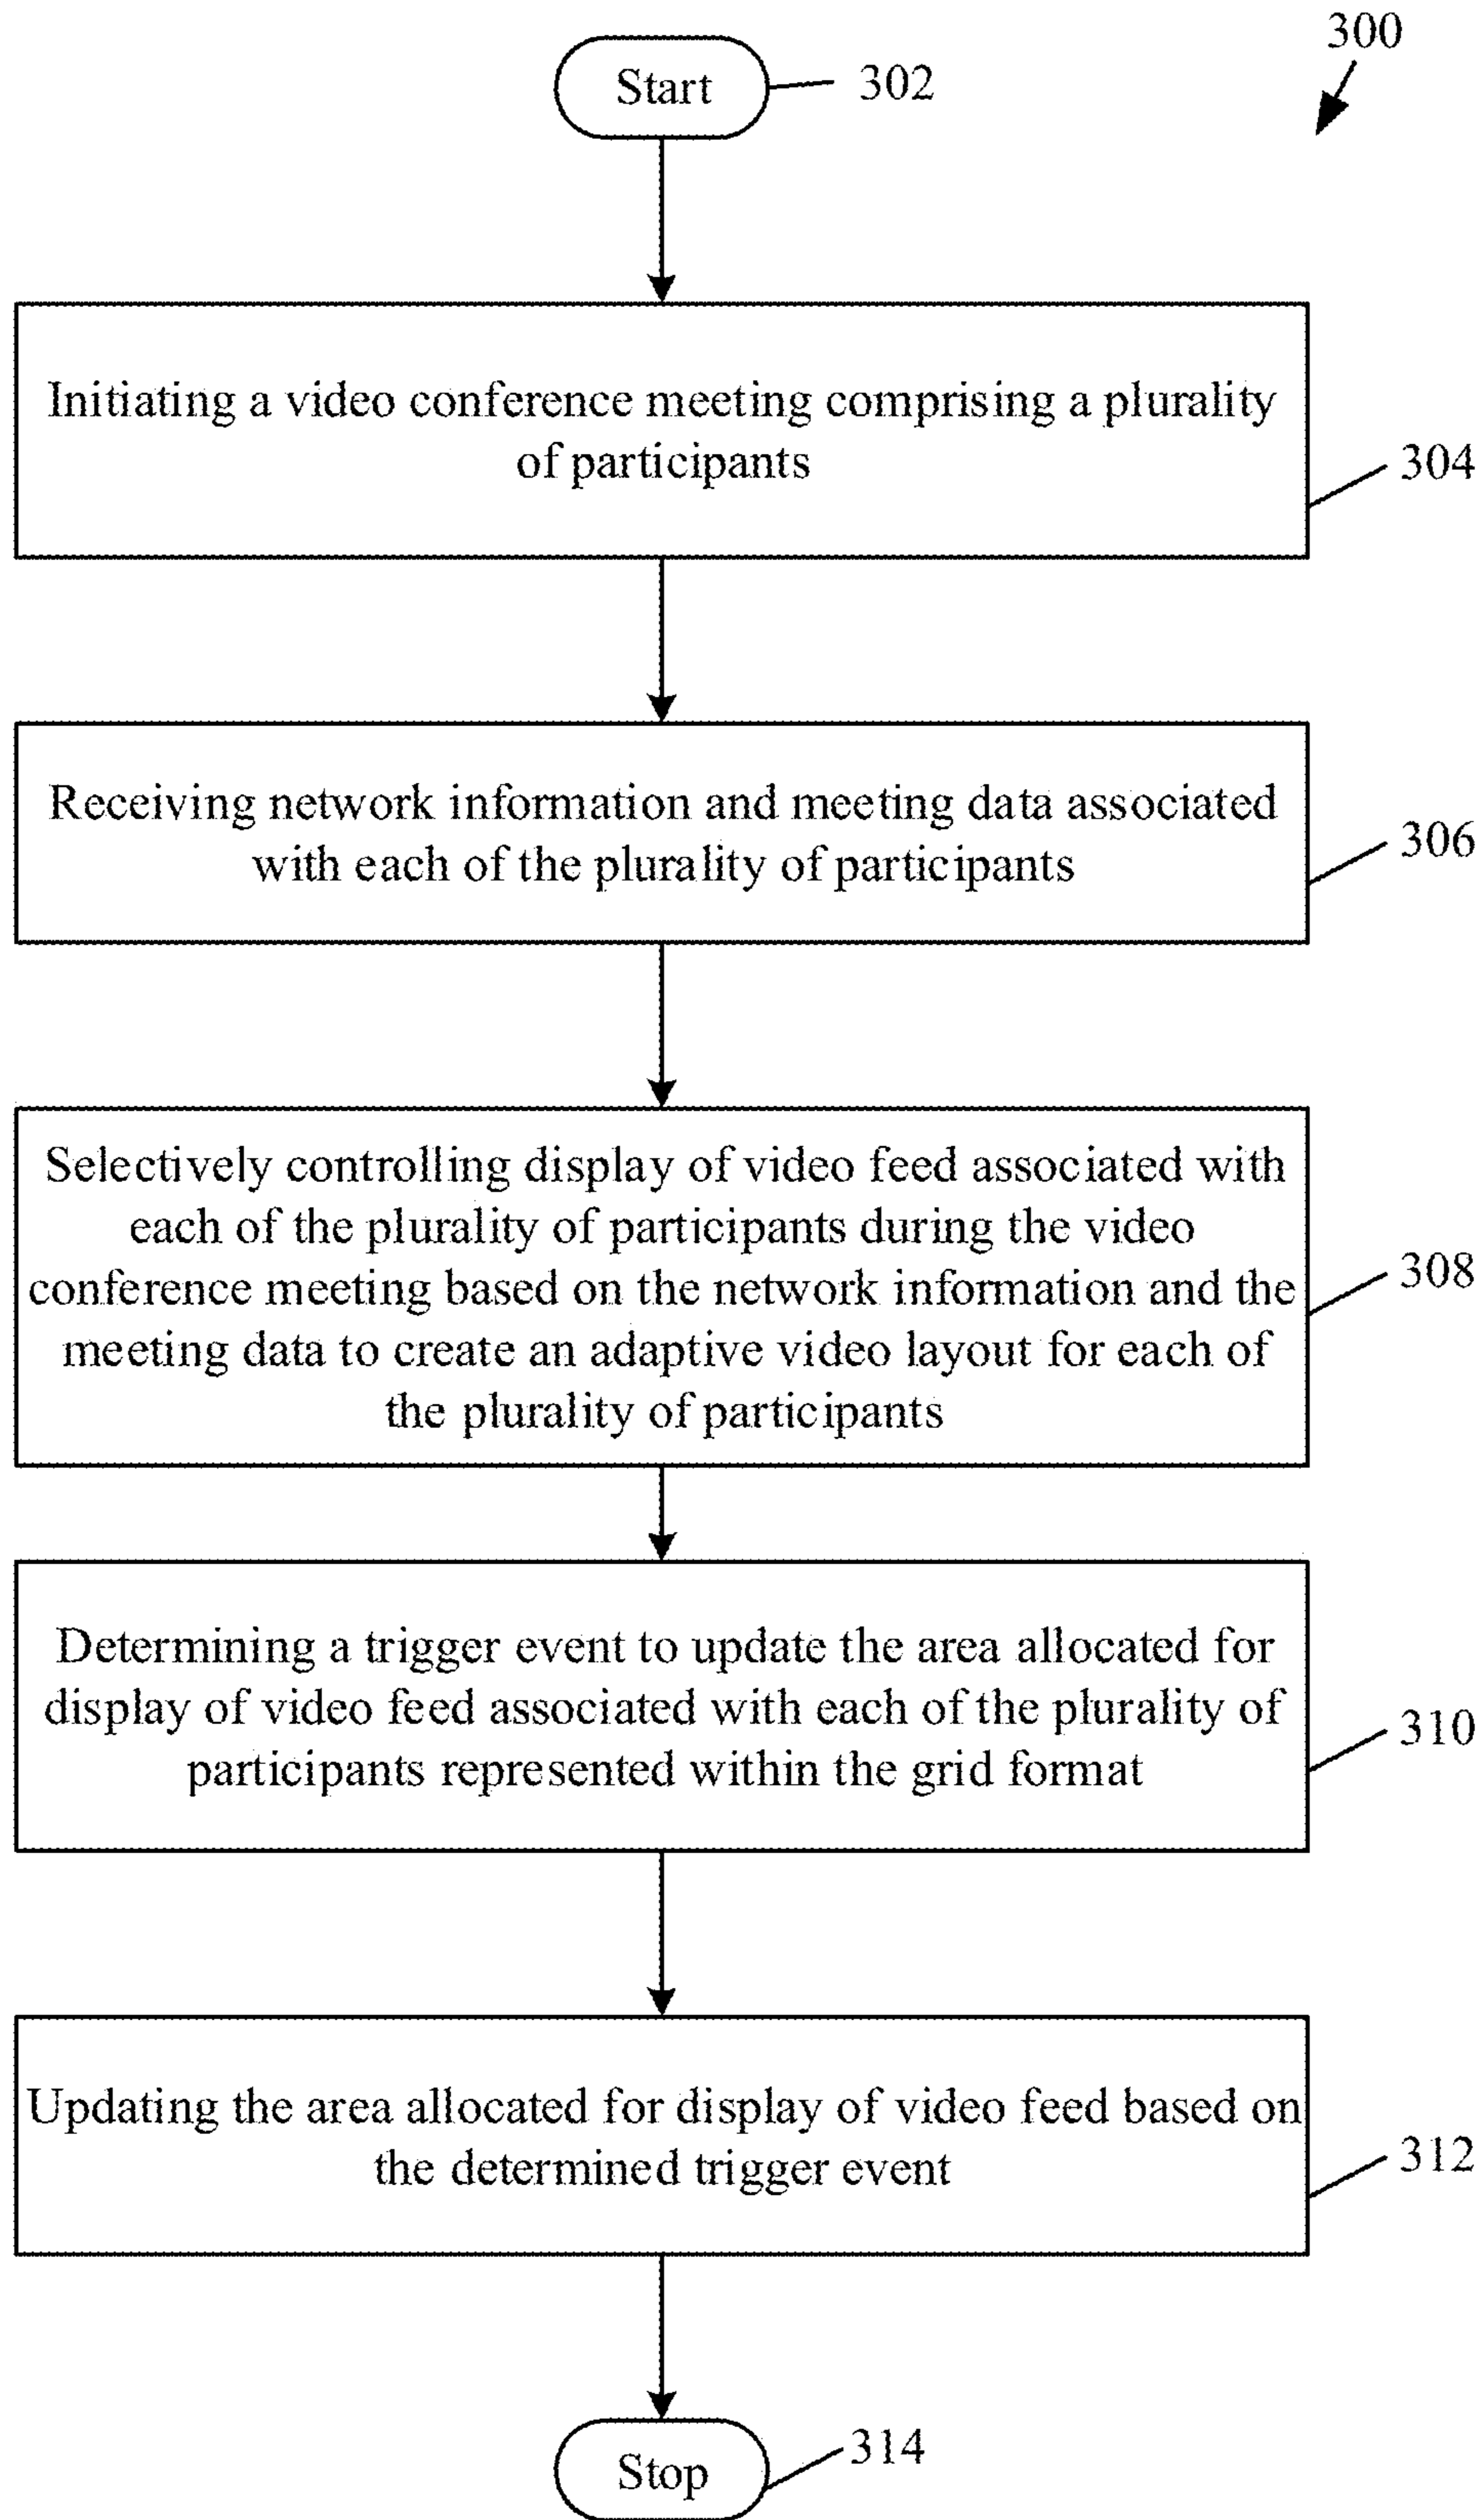 300
Start
302
Initiating a video conference meeting comprising a plurality
of participants
304
Receiving network information and meeting data associated
with each of the plurality of participants
306
Selectively controlling display of video feed associated with
each of the plurality of participants during the video
conference meeting based on the network information and the
meeting data to create an adaptive video layout for each of
the plurality of participants
308
Determining a trigger event to update the area allocated for
display of video feed associated with each of the plurality of
participants represented within the grid format
310
Updating the area allocated for display of video feed based on
the determined trigger event
312
Stop
314